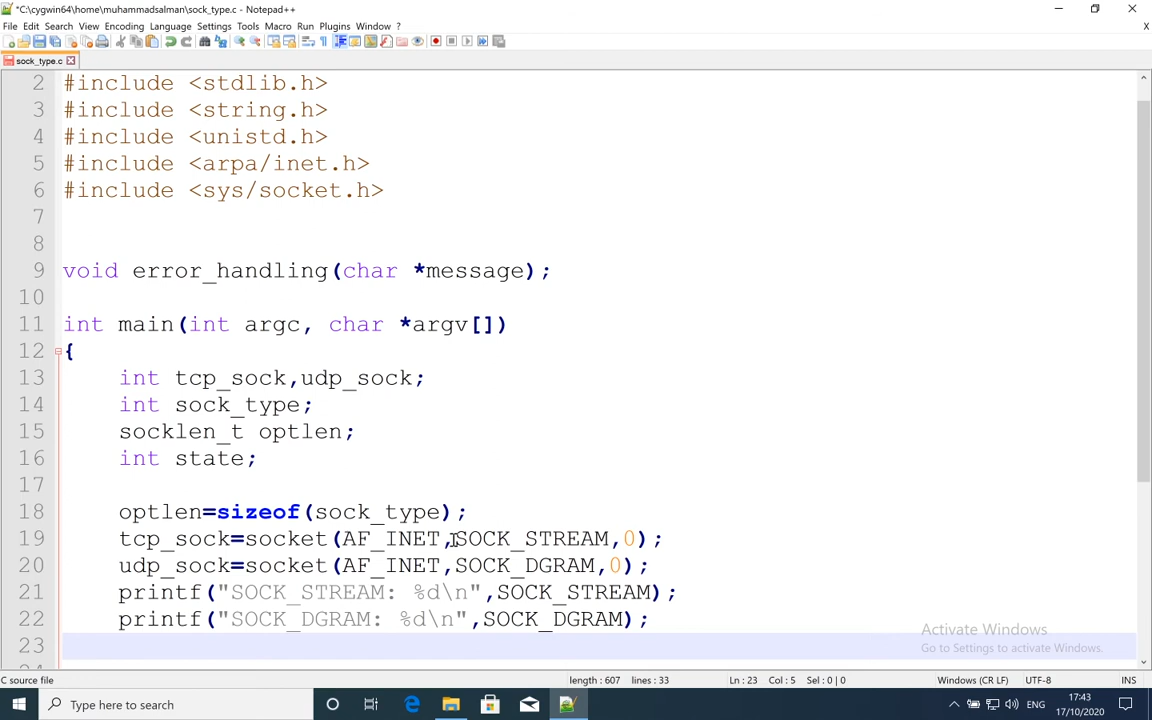 *C:\cygwin64\home\muhammadsalman\sock_type.c - Notepad++
File Edit Search View Encoding Language Settings Tools Macro Run Plugins Window ? X
sock_type.c
2 #include <stdlib.h>
3 #include <string.h>
4 #include <unistd.h>
5 #include <arpa/inet.h>
6 #include <sys/socket.h>
7
8
9 void error_handling(char *message);
10
11 int main(int argc, char *argv[])
12 {
13 int tcp_sock,udp_sock;
14 int sock_type;
15 socklen_t optlen;
16 int state;
17
18 optlen=sizeof(sock_type);
19 tcp_sock=socket(AF_INET,SOCK_STREAM,0);
20 udp_sock=socket(AF_INET,SOCK_DGRAM,0);
21 printf("SOCK_STREAM: %d\n",SOCK_STREAM);
22 printf("SOCK_DGRAM: %d\n",SOCK_DGRAM);
23
24
Activate Windows
Go to Settings to activate Windows.
C source file length : 607 lines : 33 Ln : 23 Col : 5 Sel : 0 | 0 Windows (CR LF) UTF-8 INS
Type here to search ENG 17:43
17/10/2020